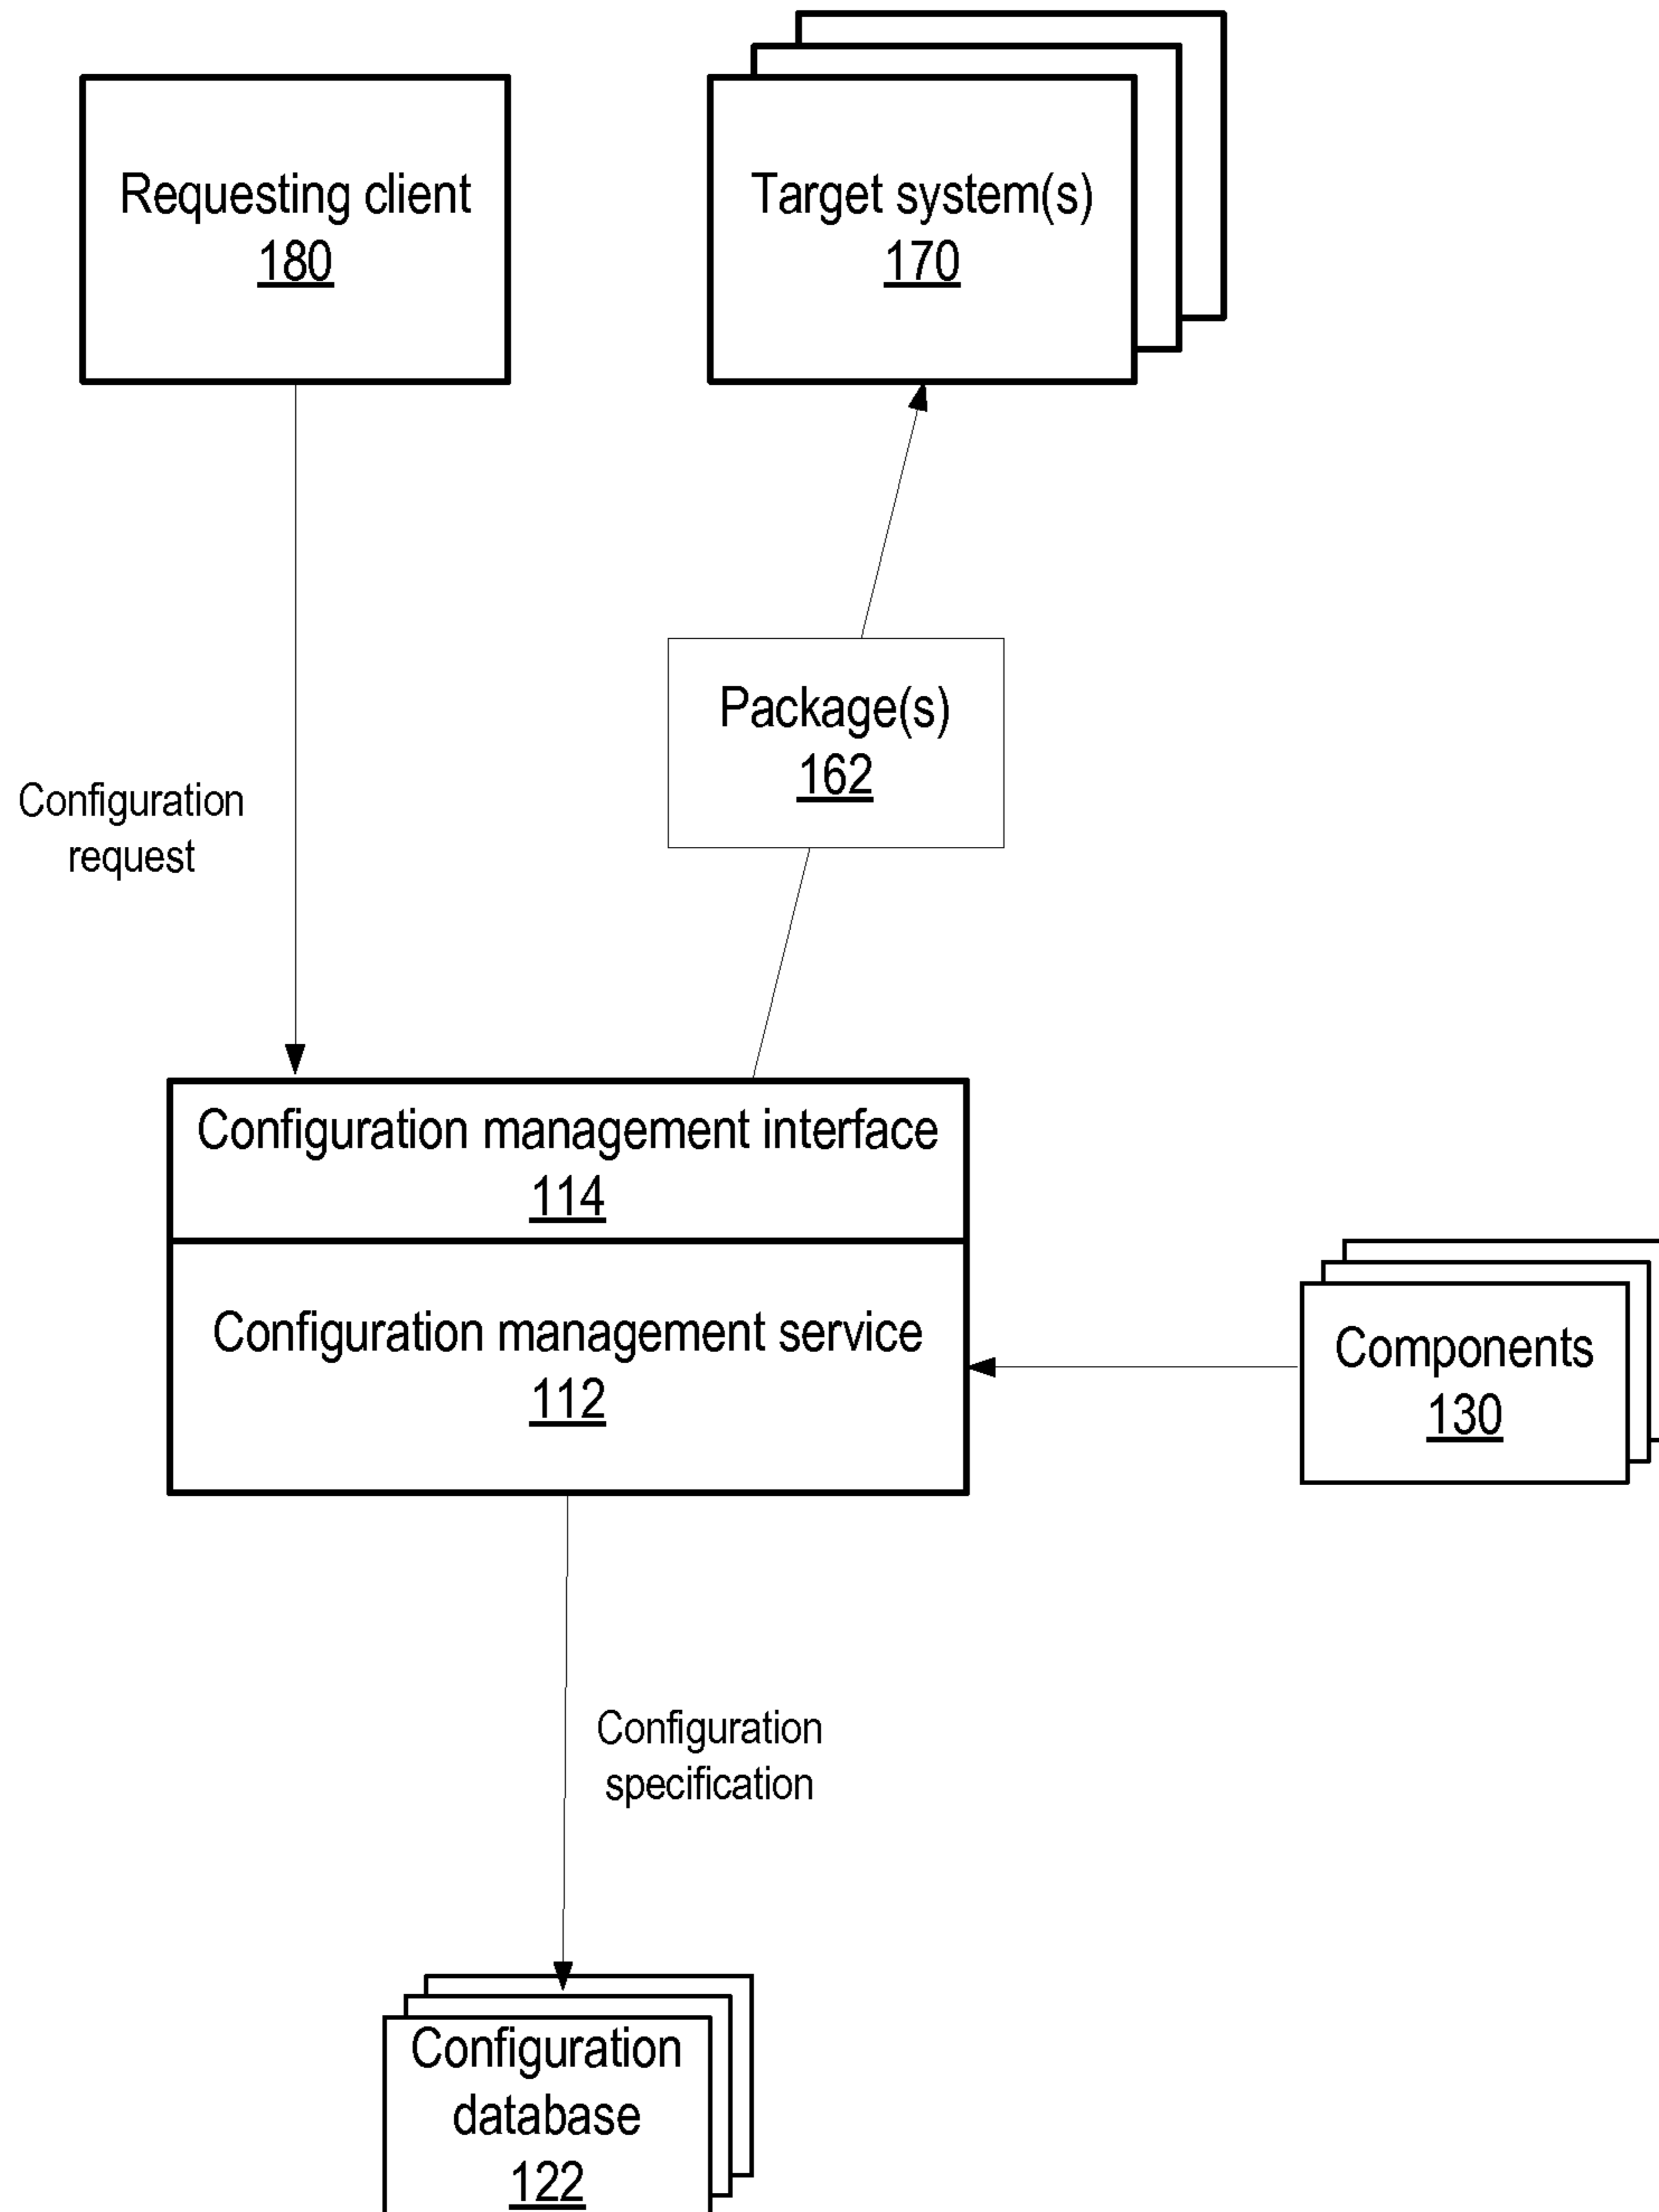 Requesting client
180
Target system(s)
170
Package(s)
162
Configuration
request
Configuration management interface
114
Configuration management service
112
Components
130
Configuration
specification
Configuration
database
122